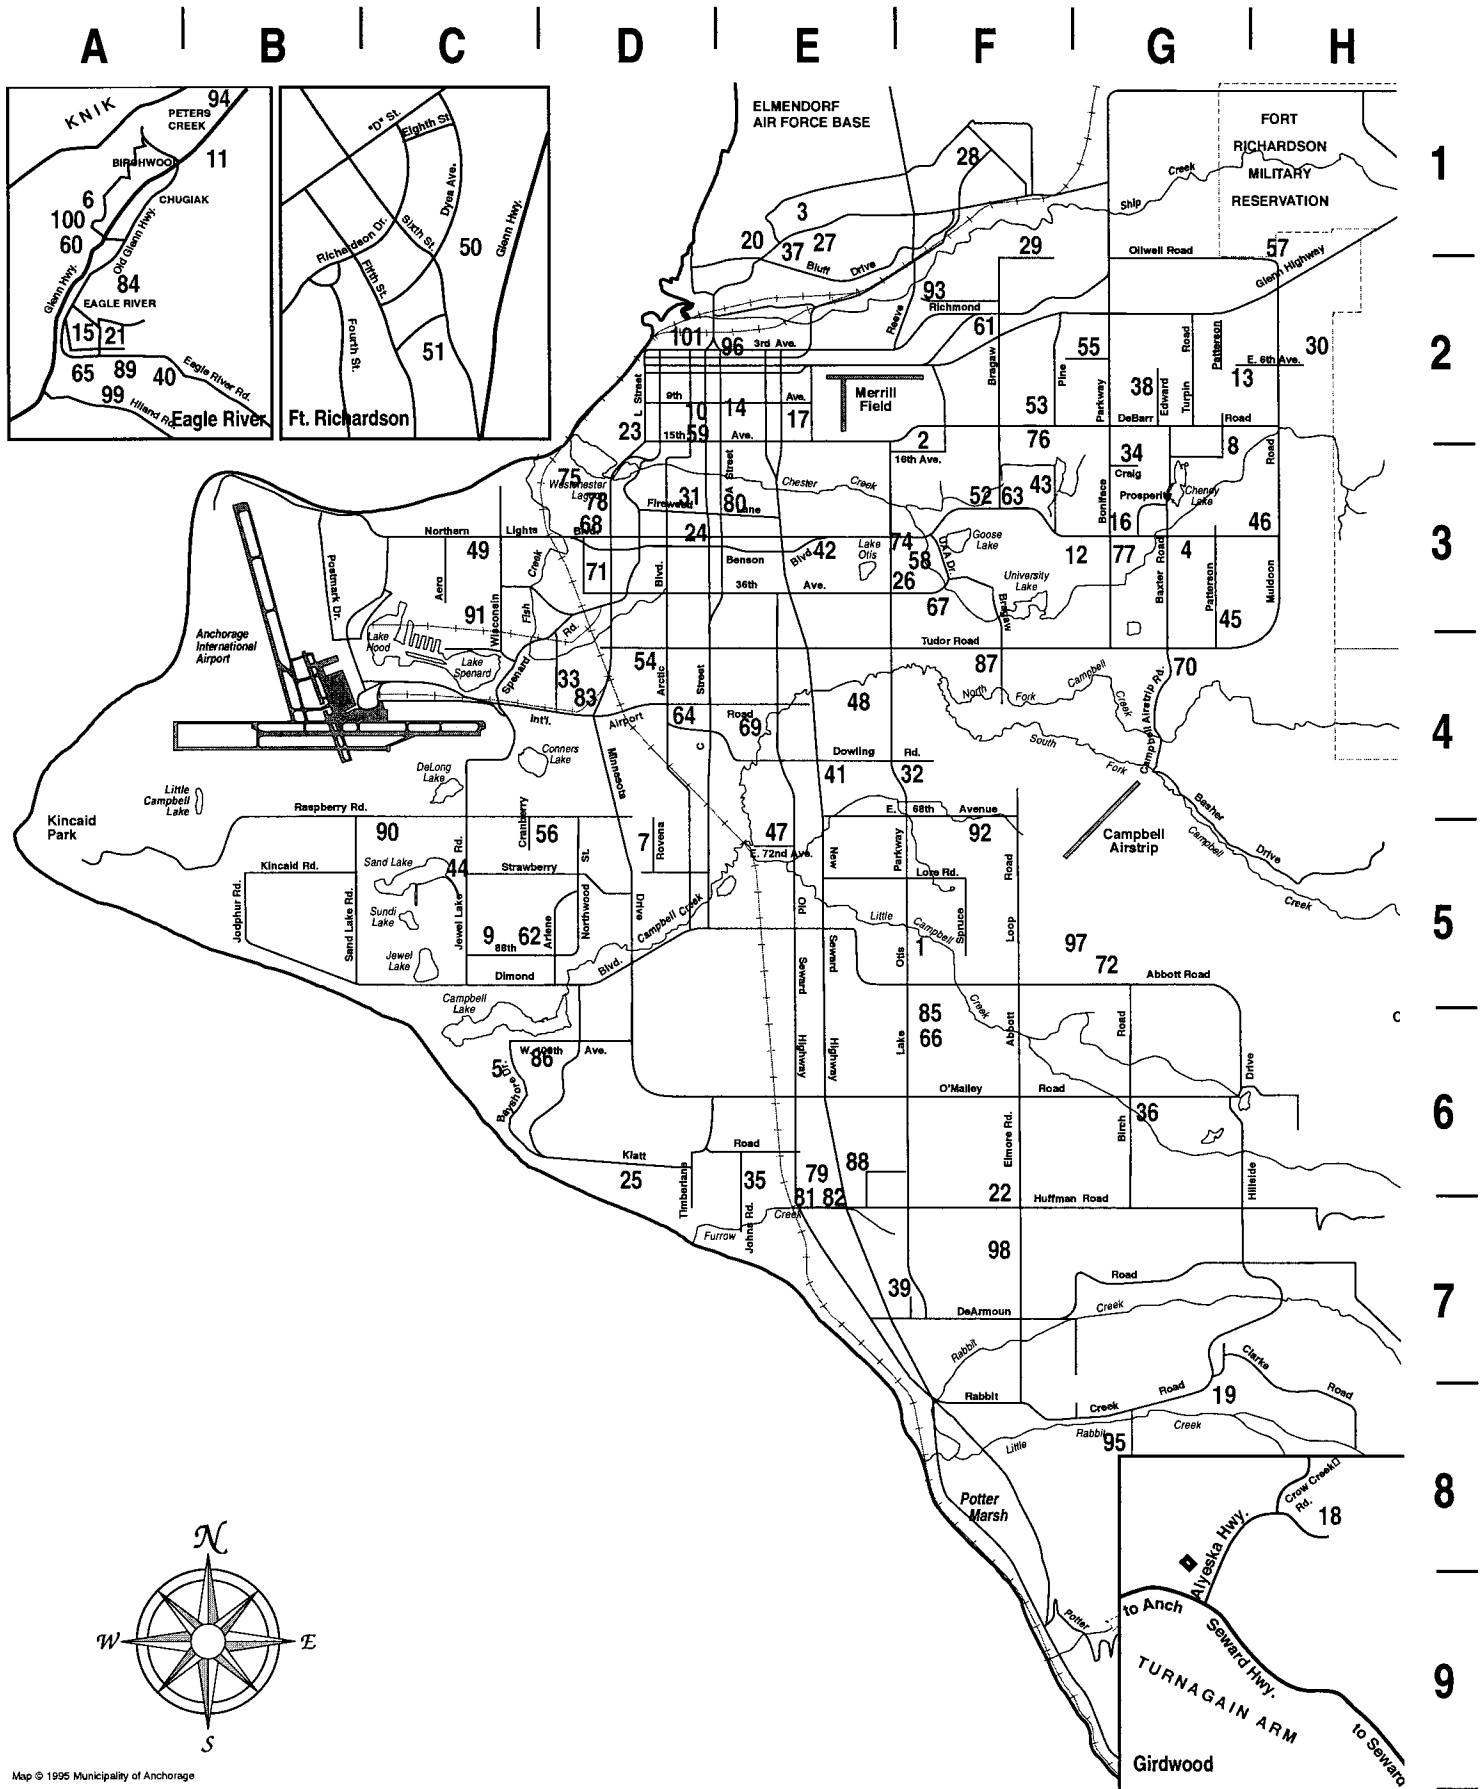 A B C D E F G H
1
2
3
4
5
6
7
8
9
KNIK
94
PETERS
CREEK
11
BIRCHWOOD
6
CHUGIAK
100
60
Old Glenn Hwy.
Glenn Hwy.
84
EAGLE RIVER
15 21
89
65
40
Eagle River Rd.
99
Hiland Rd.
Eagle River
"D" St.
Eighth St.
Dyea Ave.
Sixth St.
Richardson Dr.
Fifth St.
50
Glenn Hwy.
Fourth St.
51
Ft. Richardson
ELMENDORF
AIR FORCE BASE
FORT
RICHARDSON
MILITARY
RESERVATION
28
Ship Creek
3
20
37
27
Bluff Drive
29
Oilwell Road
57
Glenn Highway
93
Richmond
Reeve
61
101
96
3rd Ave.
55
30
E. 6th Ave.
13
Merrill
Field
L Street
9th Ave.
10
14
17
Bragaw
Pine
Parkway
38
Edward
Turpin Road
Patterson
53
DeBarr Road
23
15th Ave.
59
2
16th Ave.
76
34
Craig
8
Road
75
Westchester
Lagoon
78
A Street
Chester Creek
31
Fireweed Lane
80
52
63
43
Boniface
Prosperity
Cheney
Lake
16
46
68
24
Northern Lights Blvd.
49
Benson Blvd.
42
Lake
Otis
74
58
26
UAA Dr.
Goose
Lake
12
77
4
Baxter Road
Patterson
Muldoon
Postmark Dr.
Aero
Wisconsin
Fish Creek
71
Blvd.
36th Ave.
University
Lake
67
Bragaw
45
91
Rd.
Tudor Road
Anchorage
International
Airport
Lake
Hood
Lake
Spenard
Spenard
33
83
54
Arctic
Street
48
87
North Fork Campbell Creek
70
Campbell Airstrip Rd.
Int'l. Airport Road
64
69
C
South Fork
Dowling Rd.
41
32
Conners
Lake
DeLong
Lake
Minnesota
Little
Campbell
Lake
Raspberry Rd.
Kincaid
Park
90
Cranberry
56
7
Rovena
47
E. 72nd Ave.
E. 68th Avenue
92
Campbell
Airstrip
Basher Drive
Campbell Creek
Kincaid Rd.
Sand Lake
44
Rd.
Strawberry
St.
New
Parkway
Lore Rd.
Road
Jodphur Rd.
Sand Lake Rd.
Sundi
Lake
Jewel Lake
Northwood
Drive
Campbell Creek
Old
Little Campbell
Spruce
Loop
9
62
Arlene
88th
Jewel
Lake
Seward
Seward
Otis
1
97
72
Dimond Blvd.
Abbott Road
Campbell
Lake
Creek
85
66
Abbott
Road
W. 100th Ave.
86
5
Bayshore Dr.
Highway
Highway
Lake
Drive
O'Malley Road
Elmore Rd.
Birch
36
Klatt Road
25
Timberlane
35
Johns Rd.
79
88
81
82
22
Huffman Road
Hillside
Furrow Creek
98
39
Road
DeArmoun
Creek
Rabbit
Clarke Road
Rabbit Creek Road
19
Little Rabbit Creek
95
Potter
Marsh
Crow Creek
Rd.
18
Alyeska Hwy.
Potter
to Anch
Seward Hwy.
TURNAGAIN ARM
to Seward
Girdwood
N
W
E
S
Map © 1995 Municipality of Anchorage